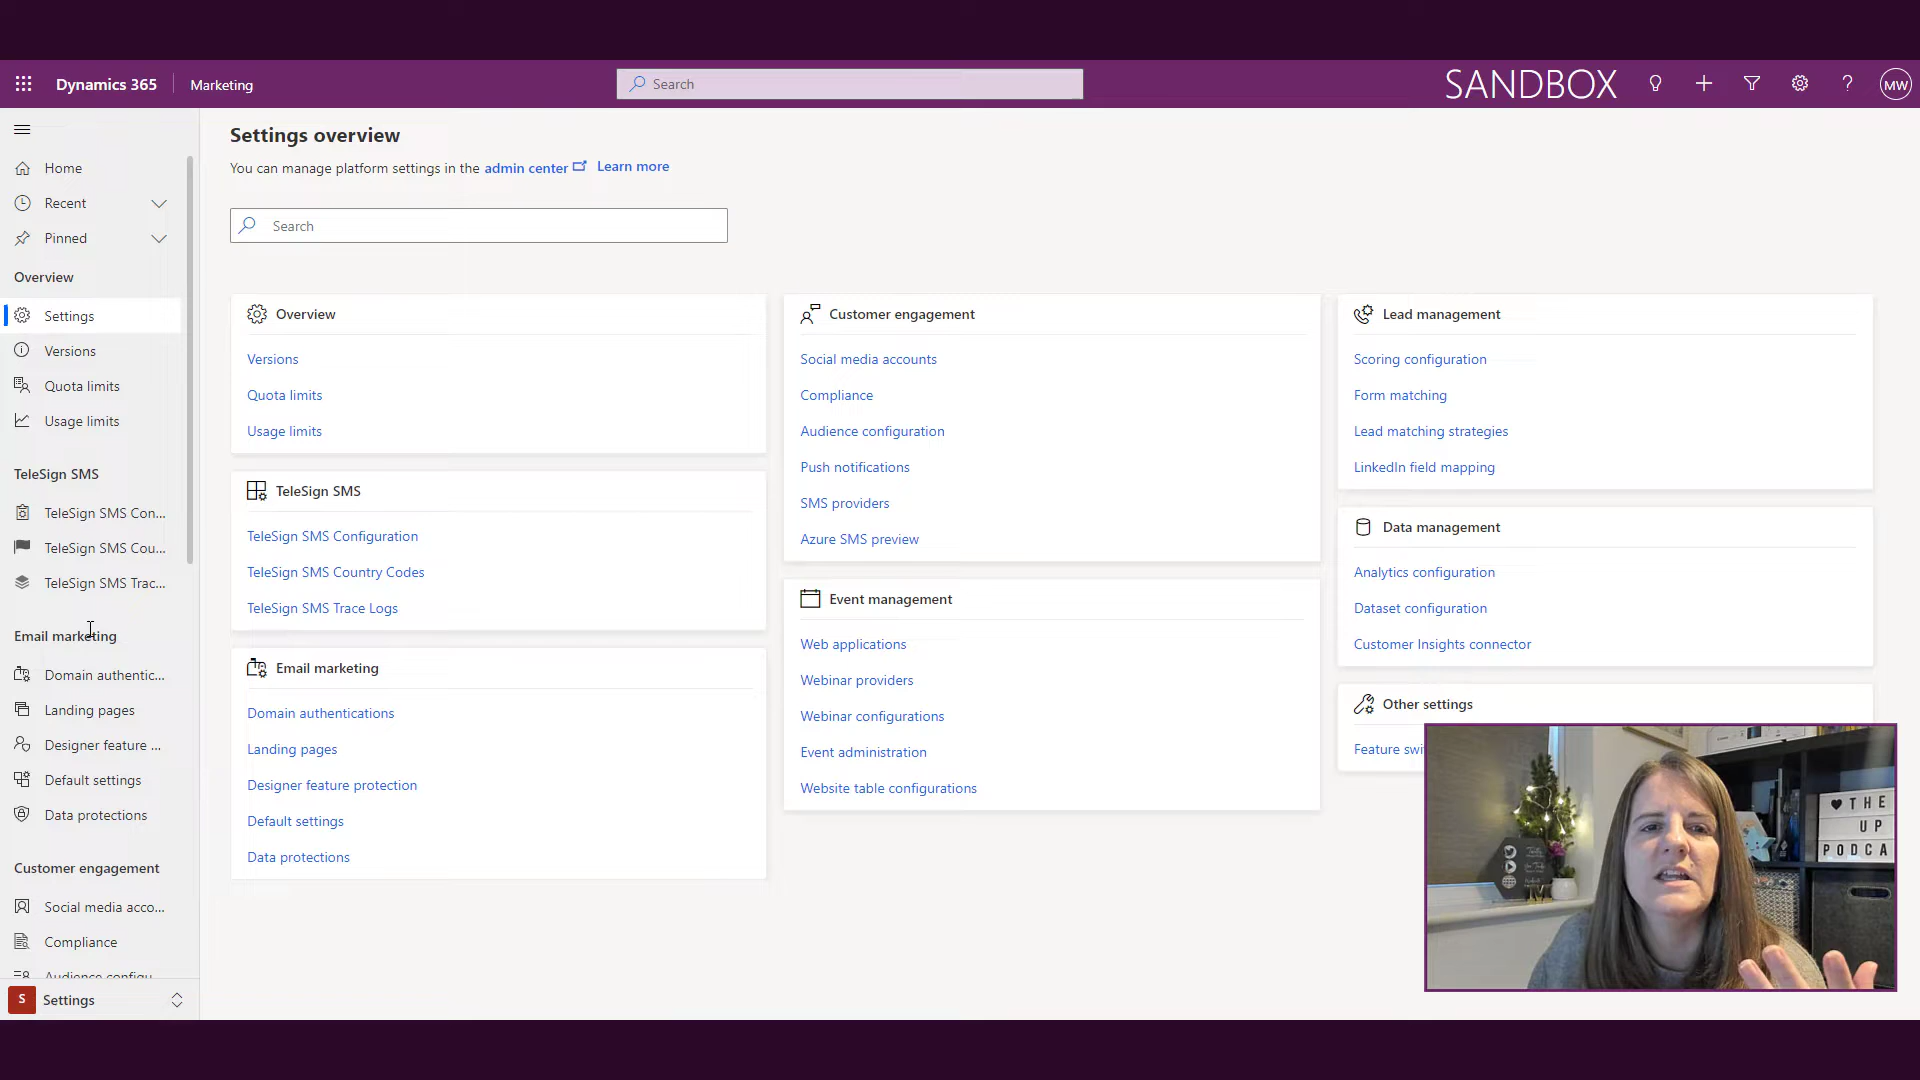 Dynamics 365
Marketing
Search
SANDBOX
?
MW
Home
Recent
Pinned
Overview
Settings
Versions
Quota limits
Usage limits
TeleSign SMS
TeleSign SMS Con...
TeleSign SMS Cou...
TeleSign SMS Trac...
Email marketing
Domain authentic...
Landing pages
Designer feature ...
Default settings
Data protections
Customer engagement
Social media acco...
Compliance
Audience configu...
S
Settings
Settings overview
You can manage platform settings in the admin center Learn more
Search
Overview
Versions
Quota limits
Usage limits
TeleSign SMS
TeleSign SMS Configuration
TeleSign SMS Country Codes
TeleSign SMS Trace Logs
Email marketing
Domain authentications
Landing pages
Designer feature protection
Default settings
Data protections
Customer engagement
Social media accounts
Compliance
Audience configuration
Push notifications
SMS providers
Azure SMS preview
Event management
Web applications
Webinar providers
Webinar configurations
Event administration
Website table configurations
Lead management
Scoring configuration
Form matching
Lead matching strategies
LinkedIn field mapping
Data management
Analytics configuration
Dataset configuration
Customer Insights connector
Other settings
Feature swi
♥ THE
UP
PODCA